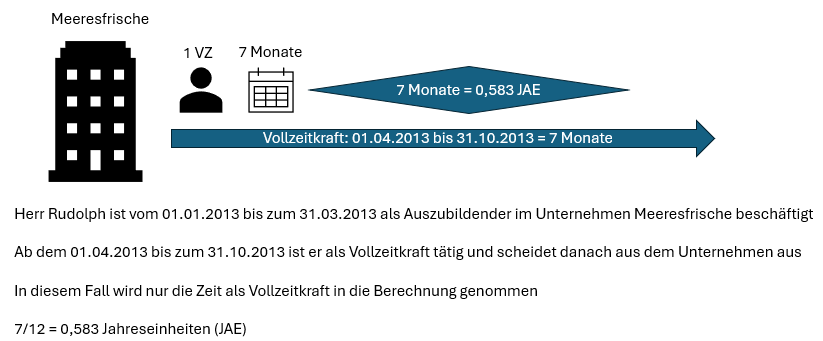 Meeresfrische
1 VZ
7 Monate
7 Monate = 0,583 JAE
Vollzeitkraft: 01.04.2013 bis 31.10.2013 = 7 Monate
Herr Rudolph ist vom 01.01.2013 bis zum 31.03.2013 als Auszubildender im Unternehmen Meeresfrische beschäftigt
Ab dem 01.04.2013 bis zum 31.10.2013 ist er als Vollzeitkraft tätig und scheidet danach aus dem Unternehmen aus
In diesem Fall wird nur die Zeit als Vollzeitkraft in die Berechnung genommen
7/12 = 0,583 Jahreseinheiten (JAE)